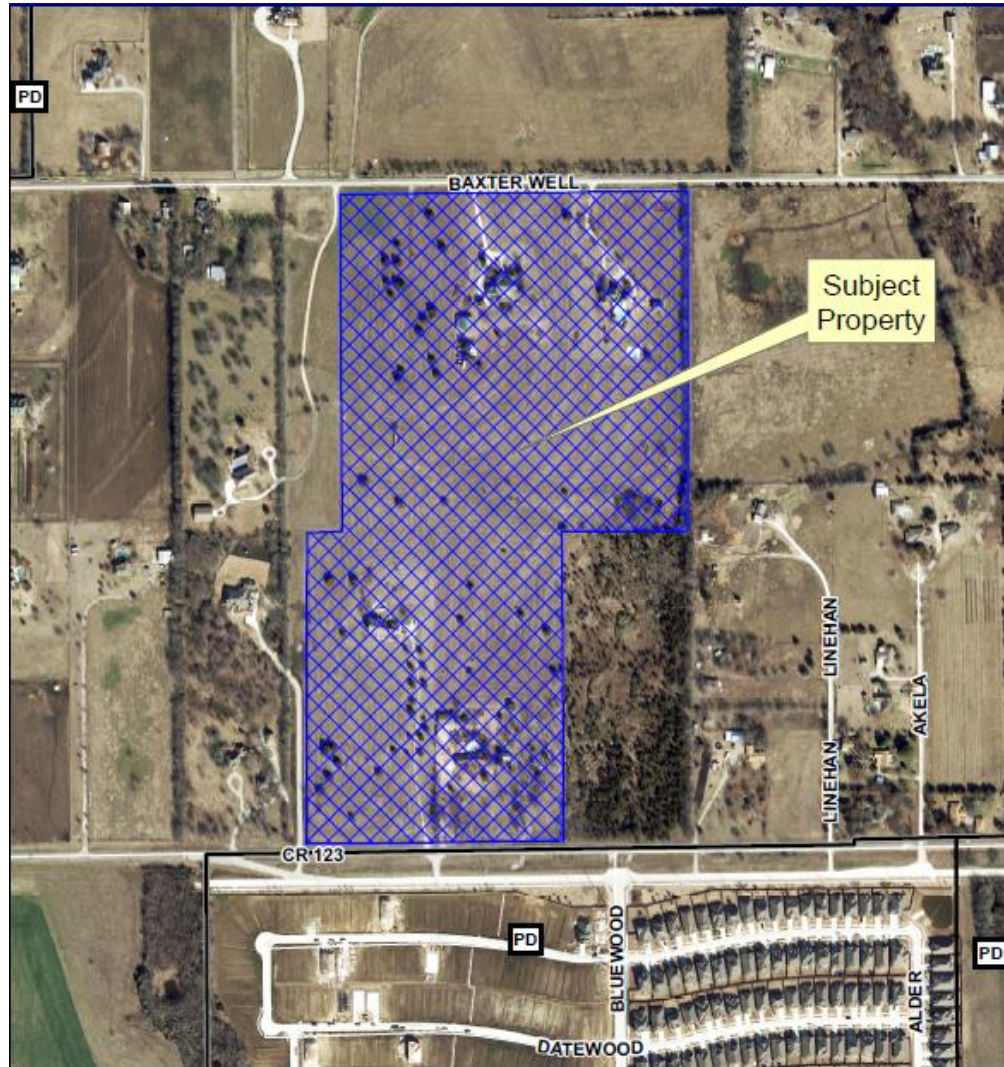 PD
BAXTER WELL
Subject
Property
LINEHAN
LINEHAN
AKELA
CR 123
BLUEWOOD
PD
PD
ALDER
DATEWOOD